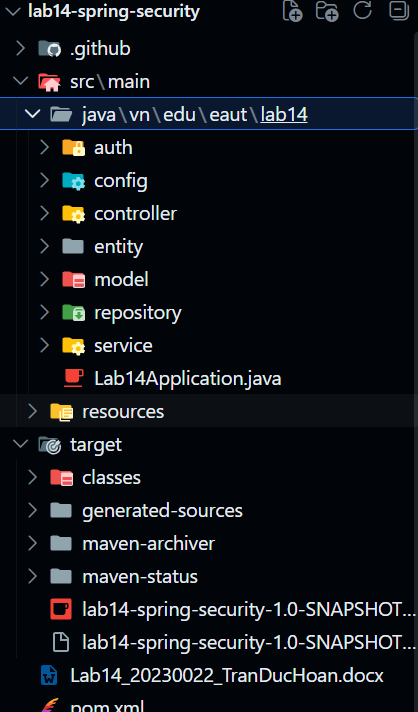 lab14-spring-security
.github
src\main
java\vn\edu\eaut\lab14
auth
config
controller
entity
model
repository
service
Lab14Application.java
resources
target
classes
generated-sources
maven-archiver
maven-status
lab14-spring-security-1.0-SNAPSHOT...
lab14-spring-security-1.0-SNAPSHOT...
Lab14_20230022_TranDucHoan.docx
pom.xml